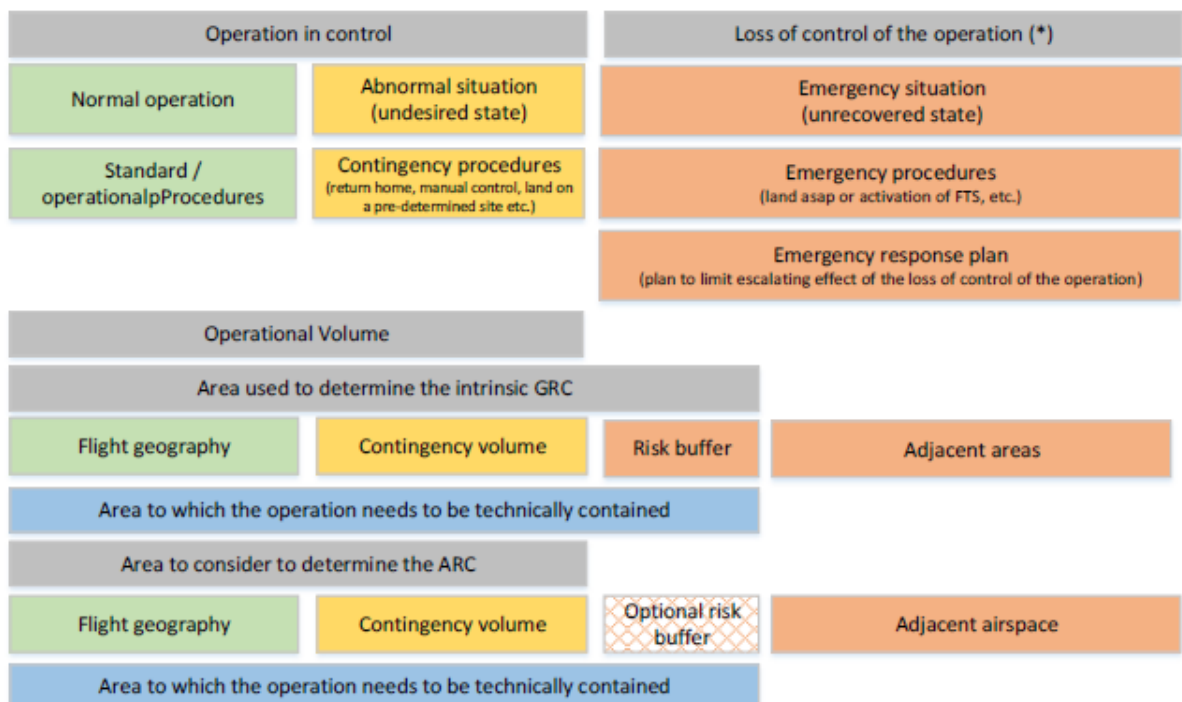 Operation in control
Loss of control of the operation (*)
Normal operation
Abnormal situation
(undesired state)
Emergency situation
(unrecovered state)
Standard /
operationalpProcedures
Contingency procedures
(return home, manual control, land on
a pre-determined site etc.)
Emergency procedures
(land asap or activation of FTS, etc.)
Emergency response plan
(plan to limit escalating effect of the loss of control of the operation)
Operational Volume
Area used to determine the intrinsic GRC
Flight geography
Contingency volume
Risk buffer
Adjacent areas
Area to which the operation needs to be technically contained
Area to consider to determine the ARC
Flight geography
Contingency volume
Optional risk
buffer
Adjacent airspace
Area to which the operation needs to be technically contained